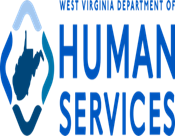 WEST VIRGINIA DEPARTMENT OF
HUMAN
SERVICES